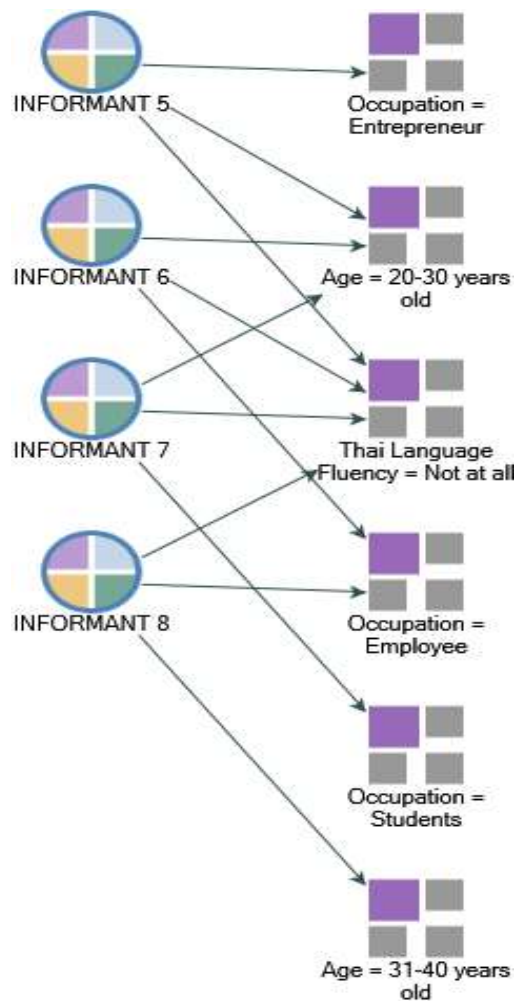 INFORMANT 5
Occupation =
Entrepreneur
INFORMANT 6
Age = 20-30 years
old
INFORMANT 7
Thai Language
Fluency = Not at all
INFORMANT 8
Occupation =
Employee
Occupation =
Students
Age = 31-40 years
old